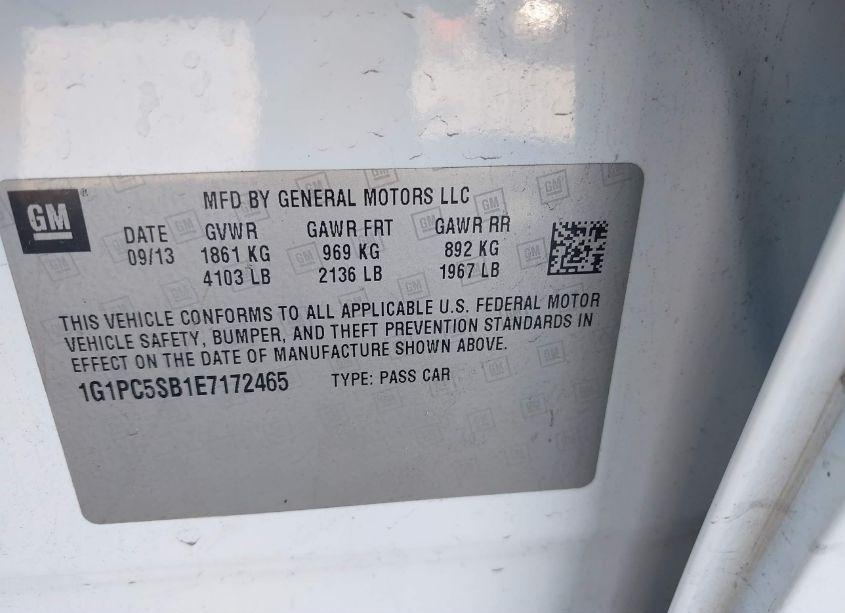 GM
MFD BY GENERAL MOTORS LLC
DATE GVWR GAWR FRT GAWR RR
09/13 1861 KG 969 KG 892 KG
4103 LB 2136 LB 1967 LB
THIS VEHICLE CONFORMS TO ALL APPLICABLE U.S. FEDERAL MOTOR
VEHICLE SAFETY, BUMPER, AND THEFT PREVENTION STANDARDS IN
EFFECT ON THE DATE OF MANUFACTURE SHOWN ABOVE.
1G1PC5SB1E7172465 TYPE: PASS CAR